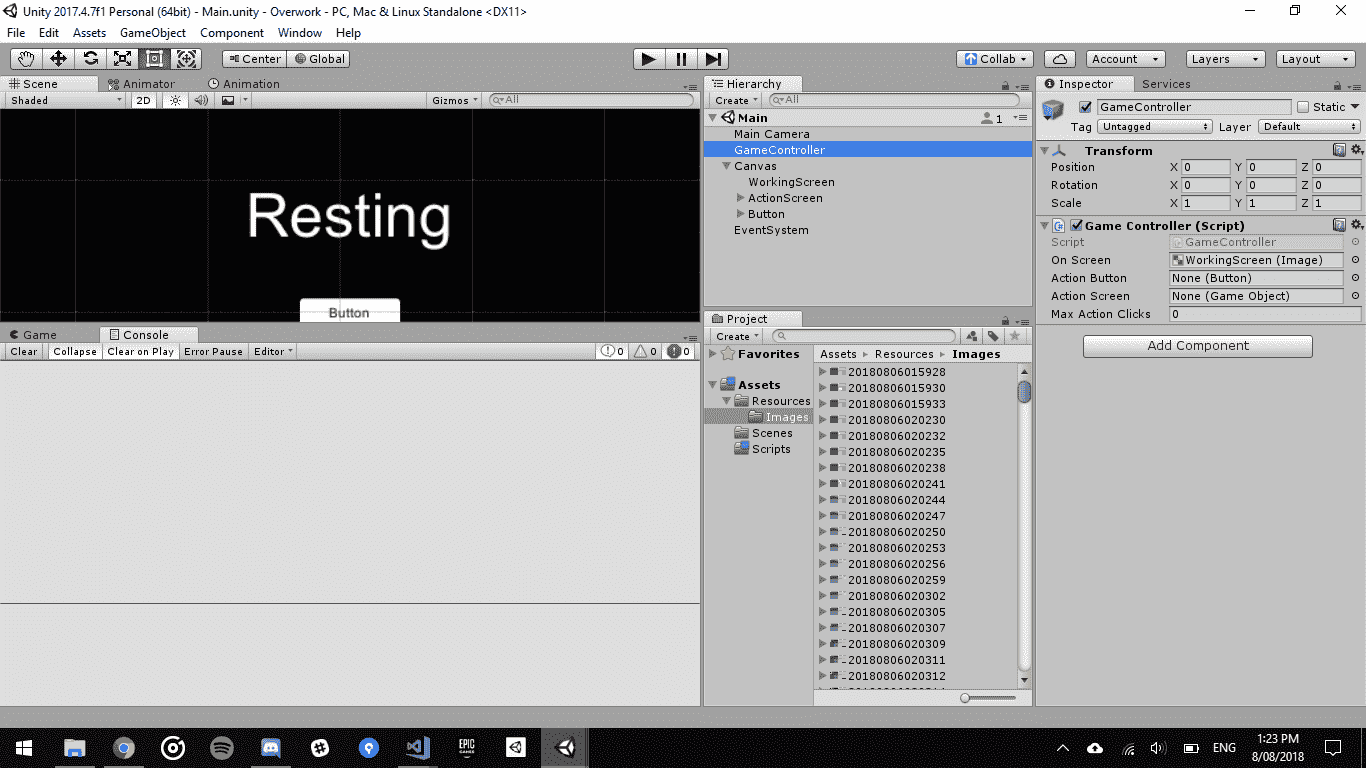 Unity 2017.4.7f1 Personal (64bit) - Main.unity - Overwork - PC, Mac & Linux Standalone <DX11>
File Edit Assets GameObject Component Window Help
Center Global Collab Account Layers Layout
Scene Animator Animation
Shaded 2D Gizmos All
Resting
Button
Game Console
Clear Collapse Clear on Play Error Pause Editor 0 0 0
Hierarchy
Create All
Main 1
Main Camera
GameController
Canvas
WorkingScreen
ActionScreen
Button
EventSystem
Project
Create
Favorites
Assets
Resources
Images
Scenes
Scripts
Assets Resources Images
20180806015928
20180806015930
20180806015933
20180806020230
20180806020232
20180806020235
20180806020238
20180806020241
20180806020244
20180806020247
20180806020250
20180806020253
20180806020256
20180806020259
20180806020302
20180806020305
20180806020307
20180806020309
20180806020311
20180806020312
Inspector Services
GameController Static
Tag Untagged Layer Default
Transform
Position X 0 Y 0 Z 0
Rotation X 0 Y 0 Z 0
Scale X 1 Y 1 Z 1
Game Controller (Script)
Script GameController
On Screen WorkingScreen (Image)
Action Button None (Button)
Action Screen None (Game Object)
Max Action Clicks 0
Add Component
EPIC GAMES
ENG
1:23 PM
8/08/2018